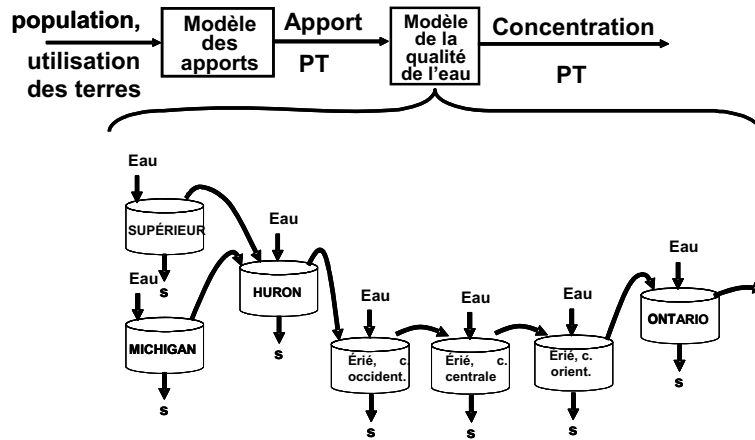 population,
utilisation
des terres
Modèle
des
apports
Apport
PT
Modèle
de la
qualité
de l’eau
Concentration
PT
Eau
SUPÉRIEUR
s
Eau
MICHIGAN
s
Eau
HURON
s
Eau
Érié, c.
occident.
s
Eau
Érié, c.
centrale
s
Eau
Érié, c.
orient.
s
Eau
ONTARIO
s